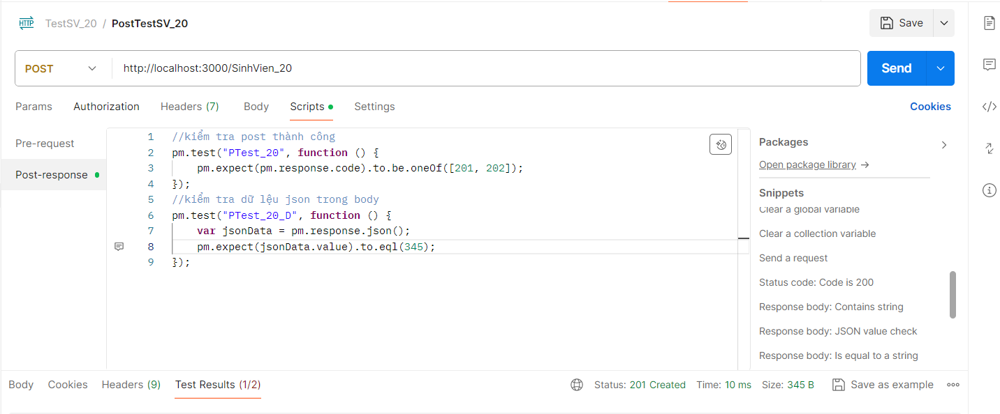 HTTP TestSV_20 / PostTestSV_20 Save
POST http://localhost:3000/SinhVien_20 Send
Params Authorization Headers (7) Body Scripts Settings Cookies
Pre-request
Post-response
1 //kiểm tra post thành công
2 pm.test("PTest_20", function () {
3 pm.expect(pm.response.code).to.be.oneOf([201, 202]);
4 });
5 //kiểm tra dữ lệu json trong body
6 pm.test("PTest_20_D", function () {
7 var jsonData = pm.response.json();
8 pm.expect(jsonData.value).to.eql(345);
9 });
Packages
Open package library →
Snippets
Clear a global variable
Clear a collection variable
Send a request
Status code: Code is 200
Response body: Contains string
Response body: JSON value check
Response body: Is equal to a string
Body Cookies Headers (9) Test Results (1/2) Status: 201 Created Time: 10 ms Size: 345 B Save as example